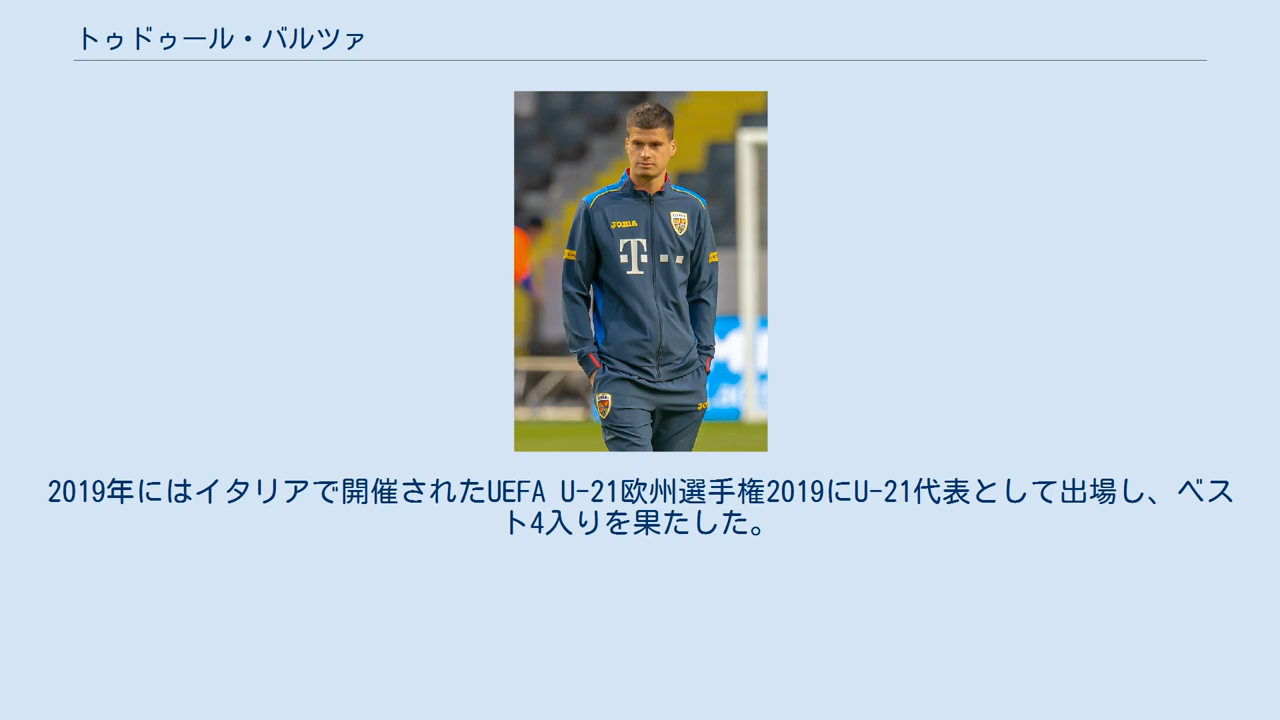 トゥドゥール・バルツァ
Joma
T
2019年にはイタリアで開催されたUEFA U-21欧州選手権2019にU-21代表として出場し、ベス
ト4入りを果たした。